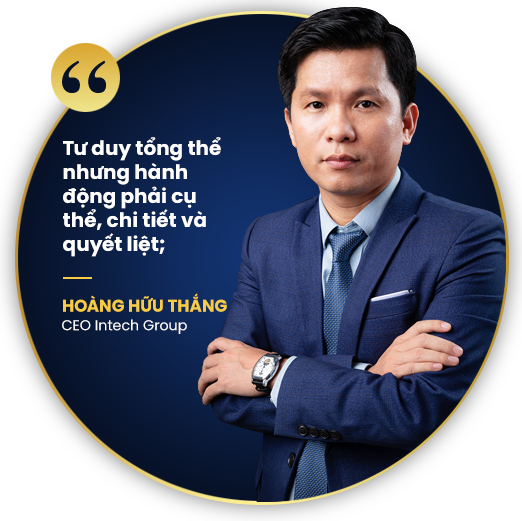 Tư duy tổng thể
nhưng hành
động phải cụ
thể, chi tiết và
quyết liệt;
HOÀNG HỮU THẮNG
CEO Intech Group